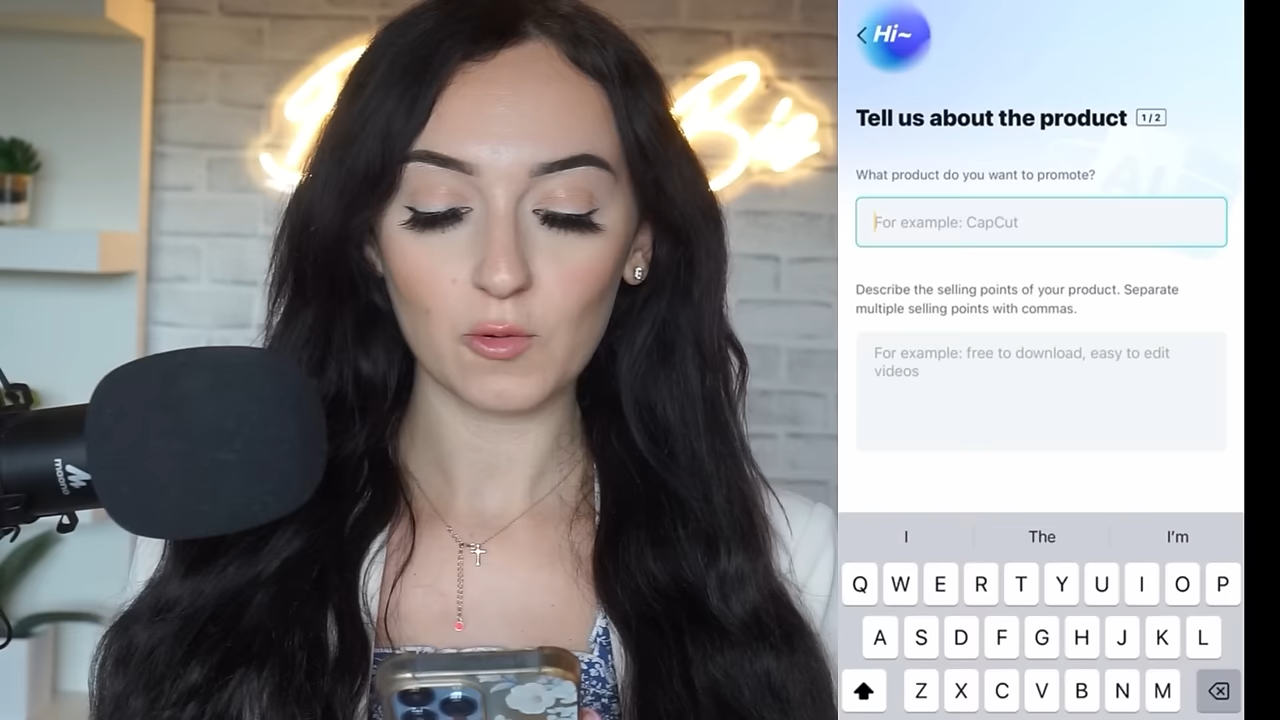 maono
Biz
Hi~
Tell us about the product 1/2
What product do you want to promote?
For example: CapCut
Describe the selling points of your product. Separate
multiple selling points with commas.
For example: free to download, easy to edit
videos
I The I'm
Q W E R T Y U I O P
A S D F G H J K L
Z X C V B N M